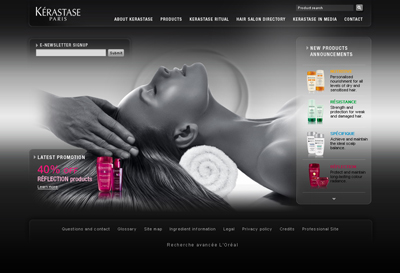 KÉRASTASE
PARIS
Product search
ABOUT KERASTASE PRODUCTS KERASTASE RITUAL HAIR SALON DIRECTORY KERASTASE IN MEDIA CONTACT
E-NEWSLETTER SIGNUP
Submit
NEW PRODUCTS
ANNOUNCEMENTS
Personalised
nourishment for all
levels of dry and
sensitised hair
RÉSISTANCE
Strength and
protection for weak
and damaged hair
SPÉCIFIQUE
Achieve and maintain
the ideal scalp
balance.
Protect and maintain
long-lasting colour
radiance.
LATEST PROMOTION
40%
RÉFLECTION products
Learn more
Questions and contact Glossary Site map Ingredient information Legal Privacy policy Credits Professional Site
Recherche avancée L'Oréal